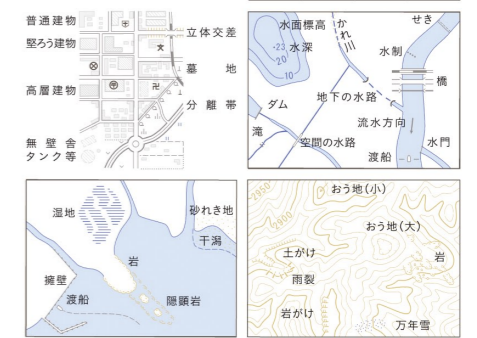 普通建物
堅ろう建物
高層建物
無壁舎
タンク等
立体交差
墓地
分離帯
文
卍
水面標高
-23
水深
20
10
かれ川
せき
水制
橋
地下の水路
ダム
滝
流水方向
空間の水路
水門
渡船
湿地
砂れき地
干潟
岩
擁壁
渡船
隠顕岩
2950
2900
おう地(小)
おう地(大)
土がけ
岩
雨裂
岩がけ
万年雪